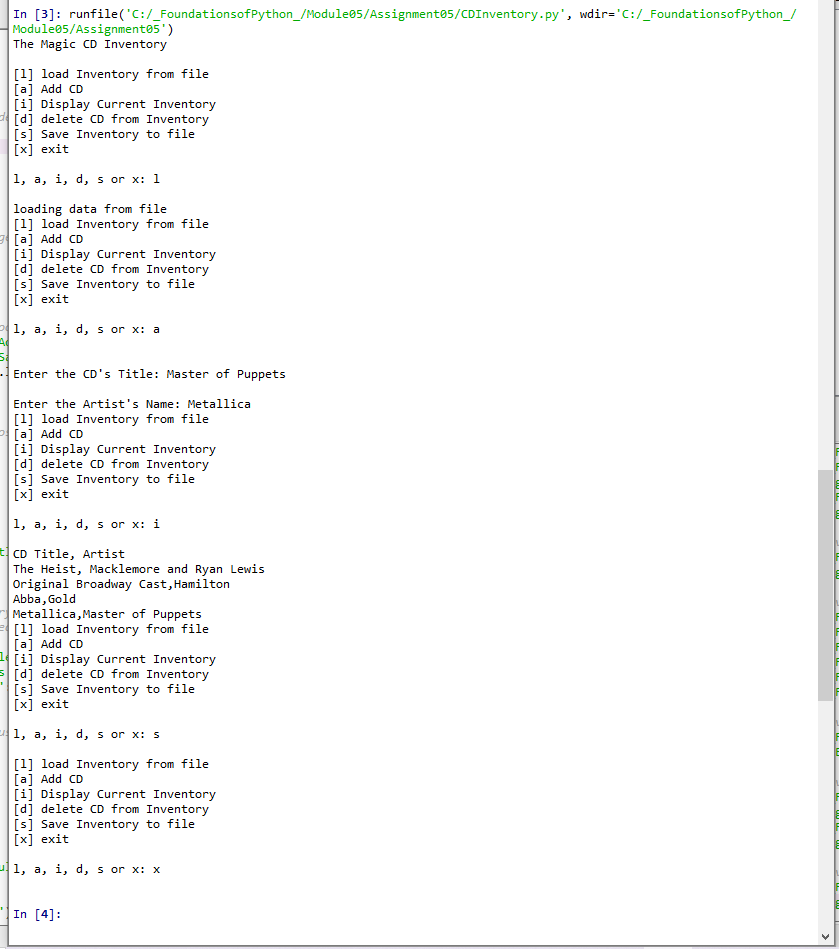 In [3]: runfile('C:/_FoundationsofPython_/Module05/Assignment05/CDInventory.py', wdir='C:/_FoundationsofPython_/
Module05/Assignment05')
The Magic CD Inventory
[l] load Inventory from file
[a] Add CD
[i] Display Current Inventory
[d] delete CD from Inventory
[s] Save Inventory to file
[x] exit
l, a, i, d, s or x: l
loading data from file
[l] load Inventory from file
[a] Add CD
[i] Display Current Inventory
[d] delete CD from Inventory
[s] Save Inventory to file
[x] exit
l, a, i, d, s or x: a
Enter the CD's Title: Master of Puppets
Enter the Artist's Name: Metallica
[l] load Inventory from file
[a] Add CD
[i] Display Current Inventory
[d] delete CD from Inventory
[s] Save Inventory to file
[x] exit
l, a, i, d, s or x: i
CD Title, Artist
The Heist, Macklemore and Ryan Lewis
Original Broadway Cast,Hamilton
Abba,Gold
Metallica,Master of Puppets
[l] load Inventory from file
[a] Add CD
[i] Display Current Inventory
[d] delete CD from Inventory
[s] Save Inventory to file
[x] exit
l, a, i, d, s or x: s
[l] load Inventory from file
[a] Add CD
[i] Display Current Inventory
[d] delete CD from Inventory
[s] Save Inventory to file
[x] exit
l, a, i, d, s or x: x
In [4]: